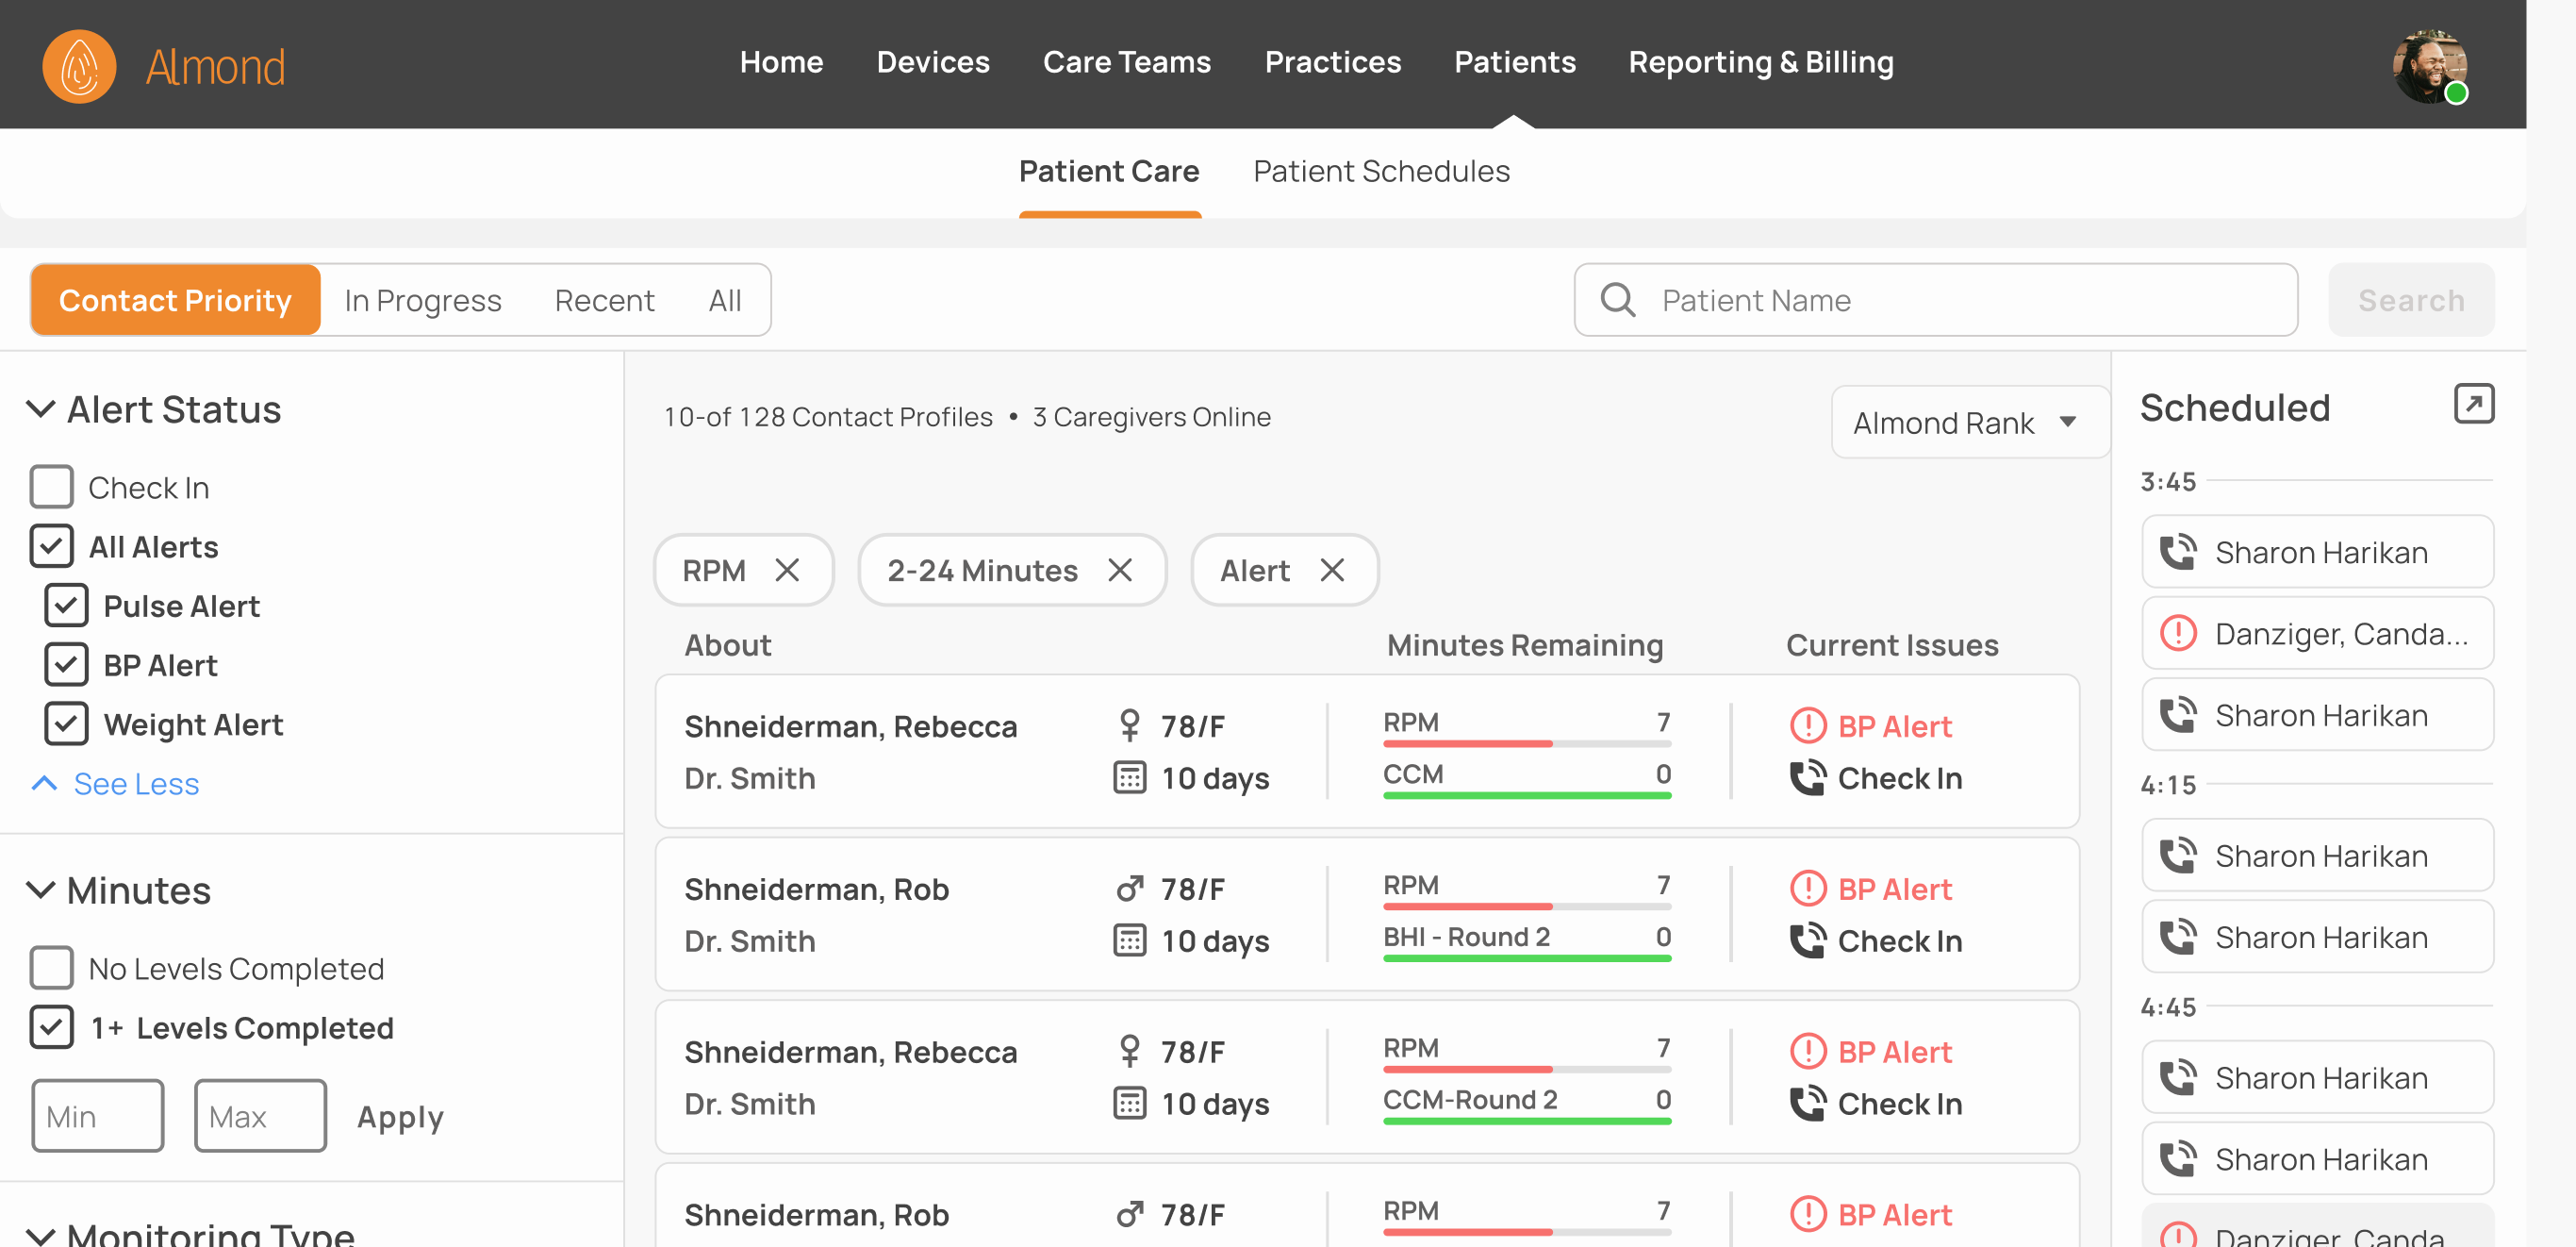 Almond
Home Devices Care Teams Practices Patients Reporting & Billing
Patient Care Patient Schedules
Contact Priority In Progress Recent All
Patient Name
Search
Alert Status
Check In
All Alerts
Pulse Alert
BP Alert
Weight Alert
See Less
Minutes
No Levels Completed
1+ Levels Completed
Min Max Apply
Monitoring Type
10-of 128 Contact Profiles • 3 Caregivers Online
Almond Rank
RPM 2-24 Minutes Alert
About Minutes Remaining Current Issues
Shneiderman, Rebecca 78/F RPM 7 BP Alert
Dr. Smith 10 days CCM 0 Check In
Shneiderman, Rob 78/F RPM 7 BP Alert
Dr. Smith 10 days BHI - Round 2 0 Check In
Shneiderman, Rebecca 78/F RPM 7 BP Alert
Dr. Smith 10 days CCM-Round 2 0 Check In
Shneiderman, Rob 78/F RPM 7 BP Alert
Scheduled
3:45
Sharon Harikan
Danziger, Canda...
Sharon Harikan
4:15
Sharon Harikan
Sharon Harikan
4:45
Sharon Harikan
Sharon Harikan
Danziger, Canda...